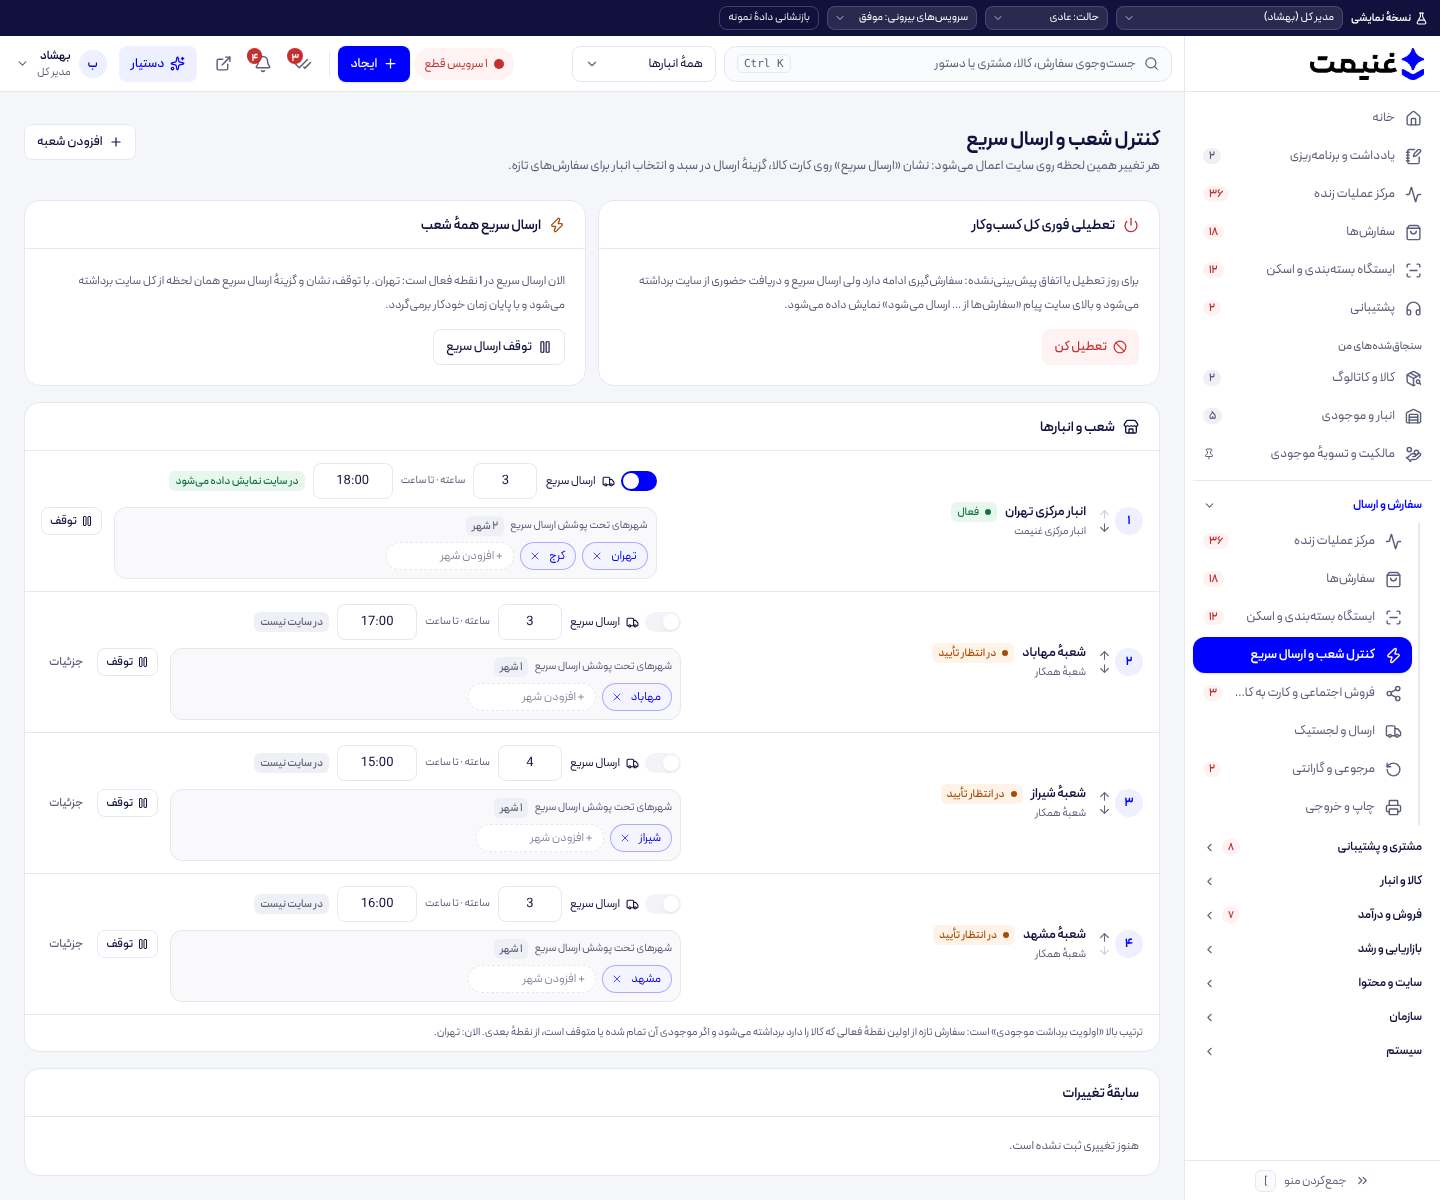 نسخهٔ نمایشی
مدیر کل (بهشاد)
حالت: عادی
سرویس‌های بیرونی: موفق
بازنشانی دادهٔ نمونه
غنیمت
جست‌وجوی سفارش، کالا، مشتری یا دستور
Ctrl K
همهٔ انبارها
۱ سرویس قطع
ایجاد
۳
۴
دستیار
ب
بهشاد
مدیر کل
خانه
یادداشت و برنامه‌ریزی ۲
مرکز عملیات زنده ۳۶
سفارش‌ها ۱۸
ایستگاه بسته‌بندی و اسکن ۱۲
پشتیبانی ۲
سنجاق‌شده‌های من
کالا و کاتالوگ ۲
انبار و موجودی ۵
مالکیت و تسویهٔ موجودی
سفارش و ارسال
مرکز عملیات زنده ۳۶
سفارش‌ها ۱۸
ایستگاه بسته‌بندی و اسکن ۱۲
کنترل شعب و ارسال سریع
فروش اجتماعی و کارت به کا... ۳
ارسال و لجستیک
مرجوعی و گارانتی ۲
چاپ و خروجی
مشتری و پشتیبانی ۸
کالا و انبار
فروش و درآمد ۷
بازاریابی و رشد
سایت و محتوا
سازمان
سیستم
جمع‌کردن منو [
کنترل شعب و ارسال سریع
هر تغییر همین لحظه روی سایت اعمال می‌شود: نشان «ارسال سریع» روی کارت کالا، گزینهٔ ارسال در سبد و انتخاب انبار برای سفارش‌های تازه.
افزودن شعبه
تعطیلی فوری کل کسب‌وکار
برای روز تعطیل یا اتفاق پیش‌بینی‌نشده: سفارش‌گیری ادامه دارد ولی ارسال سریع و دریافت حضوری از سایت برداشته
می‌شود و بالای سایت پیام «سفارش‌ها از ... ارسال می‌شود» نمایش داده می‌شود.
تعطیل کن
ارسال سریع همهٔ شعب
الان ارسال سریع در ۱ نقطه فعال است: تهران. با توقف، نشان و گزینهٔ ارسال سریع همان لحظه از کل سایت برداشته
می‌شود و با پایان زمان خودکار برمی‌گردد.
توقف ارسال سریع
شعب و انبارها
۱
انبار مرکزی تهران فعال
انبار مرکزی غنیمت
ارسال سریع 3 ساعته · تا ساعت 18:00 در سایت نمایش داده می‌شود
شهرهای تحت پوشش ارسال سریع ۲ شهر
تهران × کرج × + افزودن شهر
توقف
۲
شعبهٔ مهاباد در انتظار تأیید
شعبهٔ همکار
ارسال سریع 3 ساعته · تا ساعت 17:00 در سایت نیست
شهرهای تحت پوشش ارسال سریع ۱ شهر
مهاباد × + افزودن شهر
توقف جزئیات
۳
شعبهٔ شیراز در انتظار تأیید
شعبهٔ همکار
ارسال سریع 4 ساعته · تا ساعت 15:00 در سایت نیست
شهرهای تحت پوشش ارسال سریع ۱ شهر
شیراز × + افزودن شهر
توقف جزئیات
۴
شعبهٔ مشهد در انتظار تأیید
شعبهٔ همکار
ارسال سریع 3 ساعته · تا ساعت 16:00 در سایت نیست
شهرهای تحت پوشش ارسال سریع ۱ شهر
مشهد × + افزودن شهر
توقف جزئیات
ترتیب بالا «اولویت برداشت موجودی» است: سفارش تازه از اولین نقطهٔ فعالی که کالا را دارد برداشته می‌شود و اگر موجودی آن تمام شده یا متوقف است، از نقطهٔ بعدی. الان: تهران.
سابقهٔ تغییرات
هنوز تغییری ثبت نشده است.